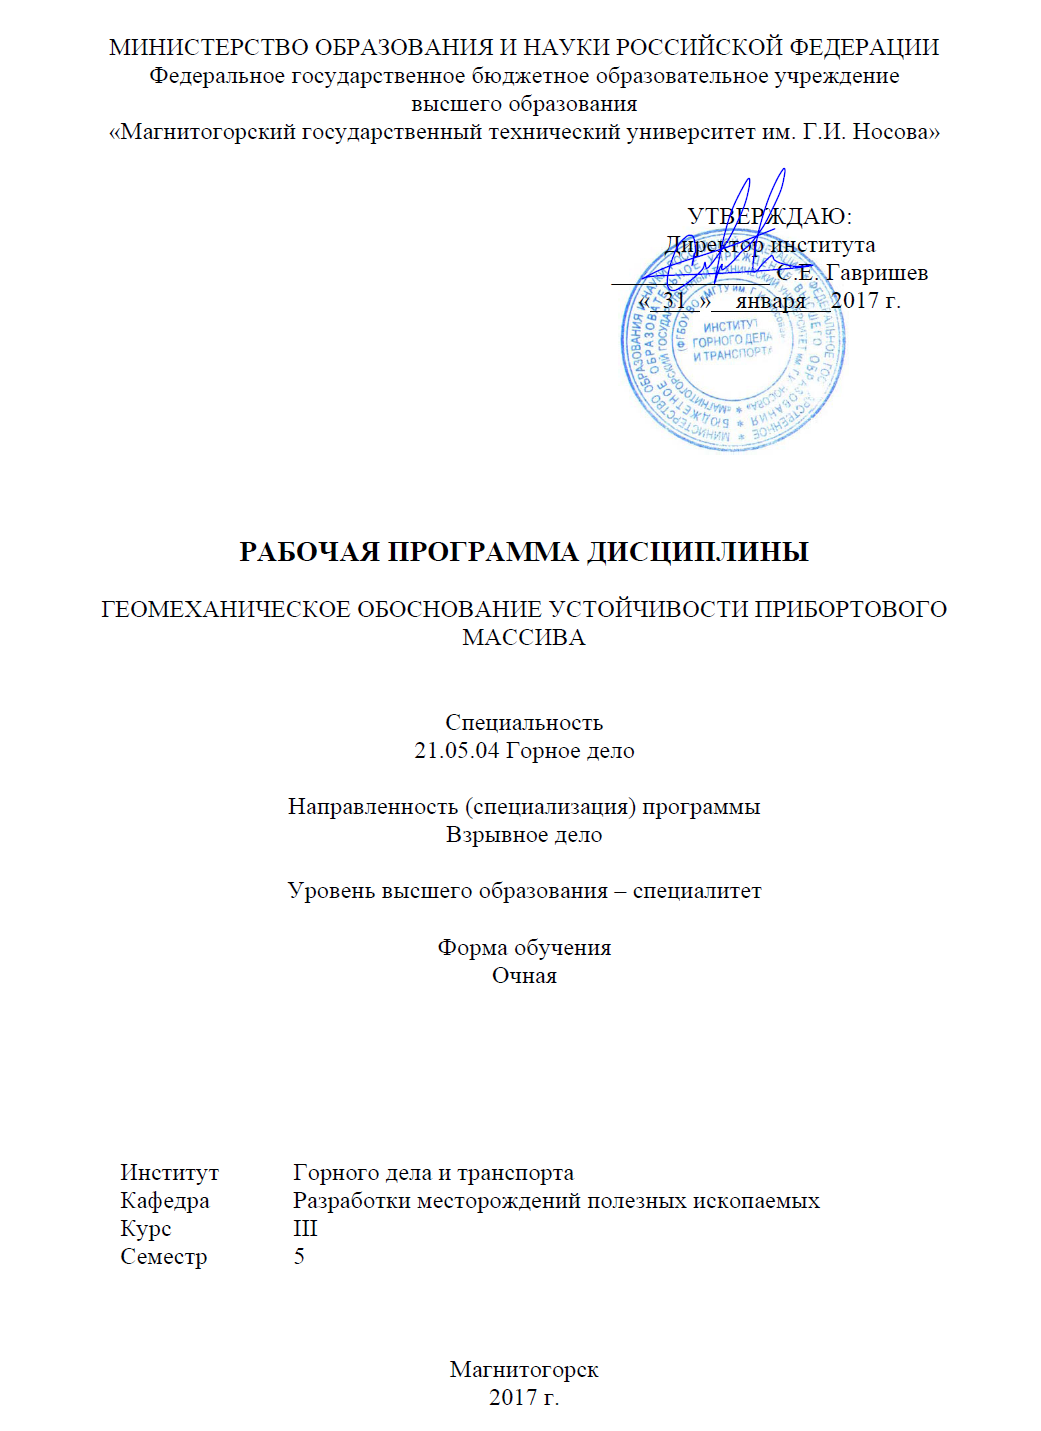 МИНИСТЕРСТВО ОБРАЗОВАНИЯ И НАУКИ РОССИЙСКОЙ ФЕДЕРАЦИИ
Федеральное государственное бюджетное образовательное учреждение
высшего образования
«Магнитогорский государственный технический университет им. Г.И. Носова»
УТВЕРЖДАЮ:
Директор института
С.Е. Гавришев
«_31_»__января__2017 г.
ИНСТИТУТ
ГОРНОГО ДЕЛА
И ТРАНСПОРТА
РАБОЧАЯ ПРОГРАММА ДИСЦИПЛИНЫ
ГЕОМЕХАНИЧЕСКОЕ ОБОСНОВАНИЕ УСТОЙЧИВОСТИ ПРИБОРТОВОГО
МАССИВА
Специальность
21.05.04 Горное дело
Направленность (специализация) программы
Взрывное дело
Уровень высшего образования – специалитет
Форма обучения
Очная
Институт Горного дела и транспорта
Кафедра Разработки месторождений полезных ископаемых
Курс III
Семестр 5
Магнитогорск
2017 г.